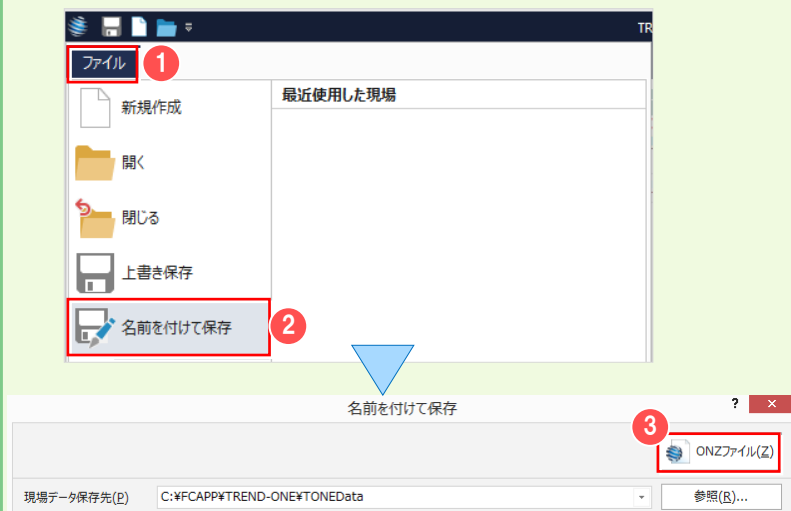 TR
ファイル 1
新規作成
最近使用した現場
開く
閉じる
上書き保存
名前を付けて保存 2
名前を付けて保存
? ×
3
ONZファイル(Z)
現場データ保存先(P) C:¥FCAPP¥TREND-ONE¥TONEData 参照(R)...